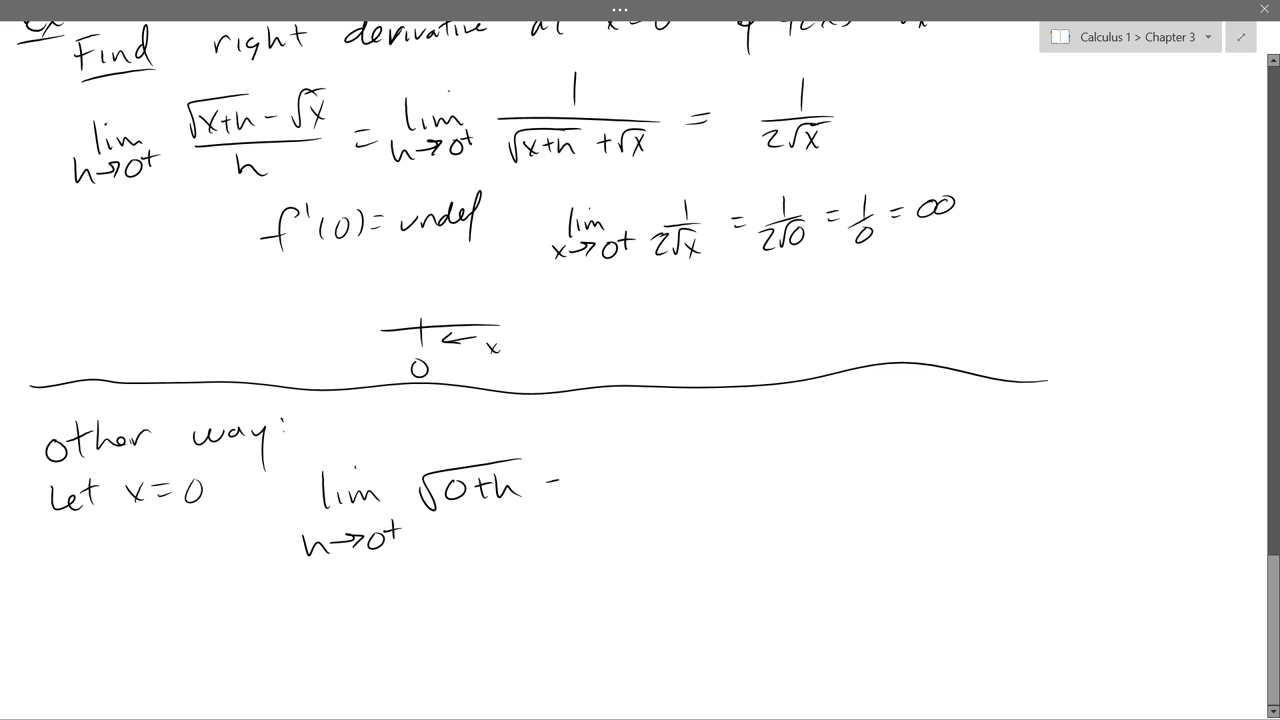 Calculus 1 > Chapter 3
Find right derivative at x=0
lim h→0⁺ (√(x+h) - √x)/h = lim h→0⁺ 1/(√(x+h) + √x) = 1/(2√x)
f'(0) = undef lim x→0⁺ 1/(2√x) = 1/(2√0) = 1/0 = ∞
0 ← x
other way:
Let x=0 lim h→0⁺ √(0+h) -